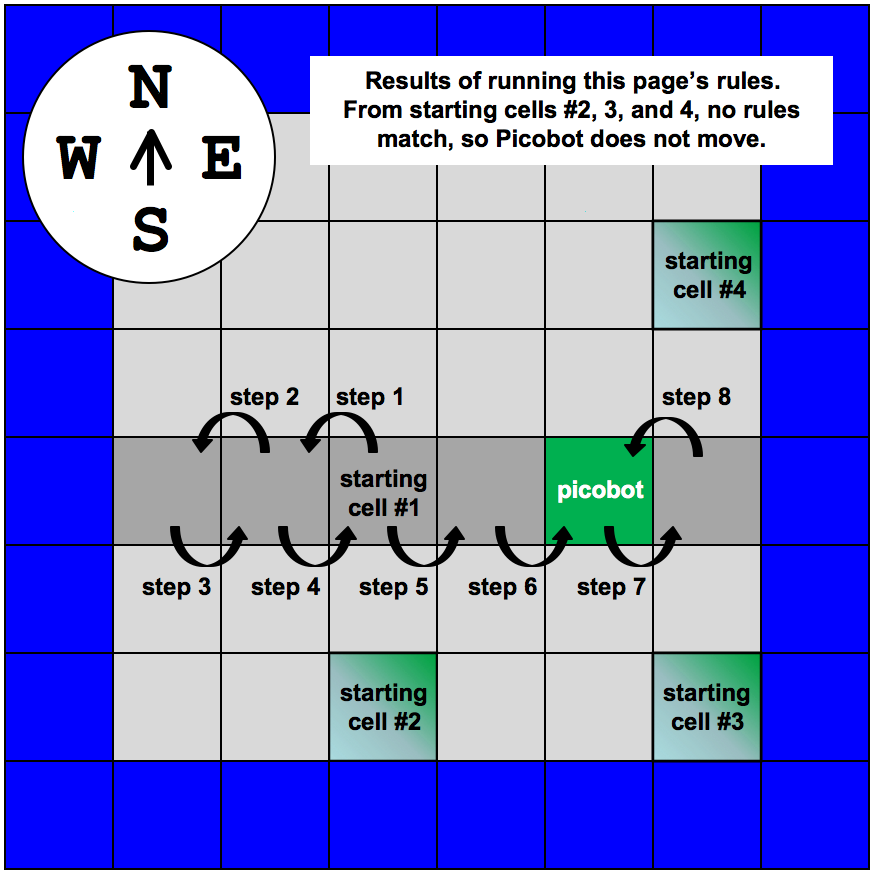 N
W E
S
Results of running this page’s rules.
From starting cells #2, 3, and 4, no rules
match, so Picobot does not move.
starting
cell #4
step 2
step 1
step 8
starting
cell #1
picobot
step 3
step 4
step 5
step 6
step 7
starting
cell #2
starting
cell #3